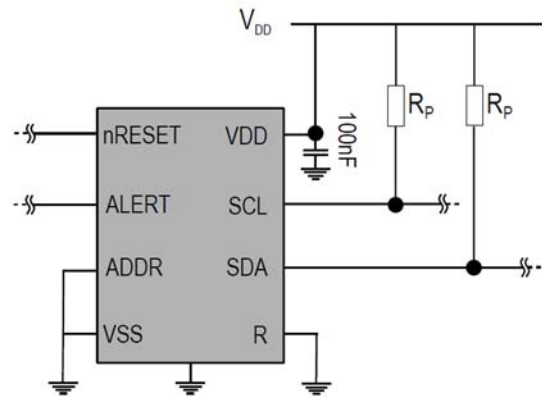 VDD
nRESET VDD
100nF
RP RP
ALERT SCL
ADDR SDA
VSS R